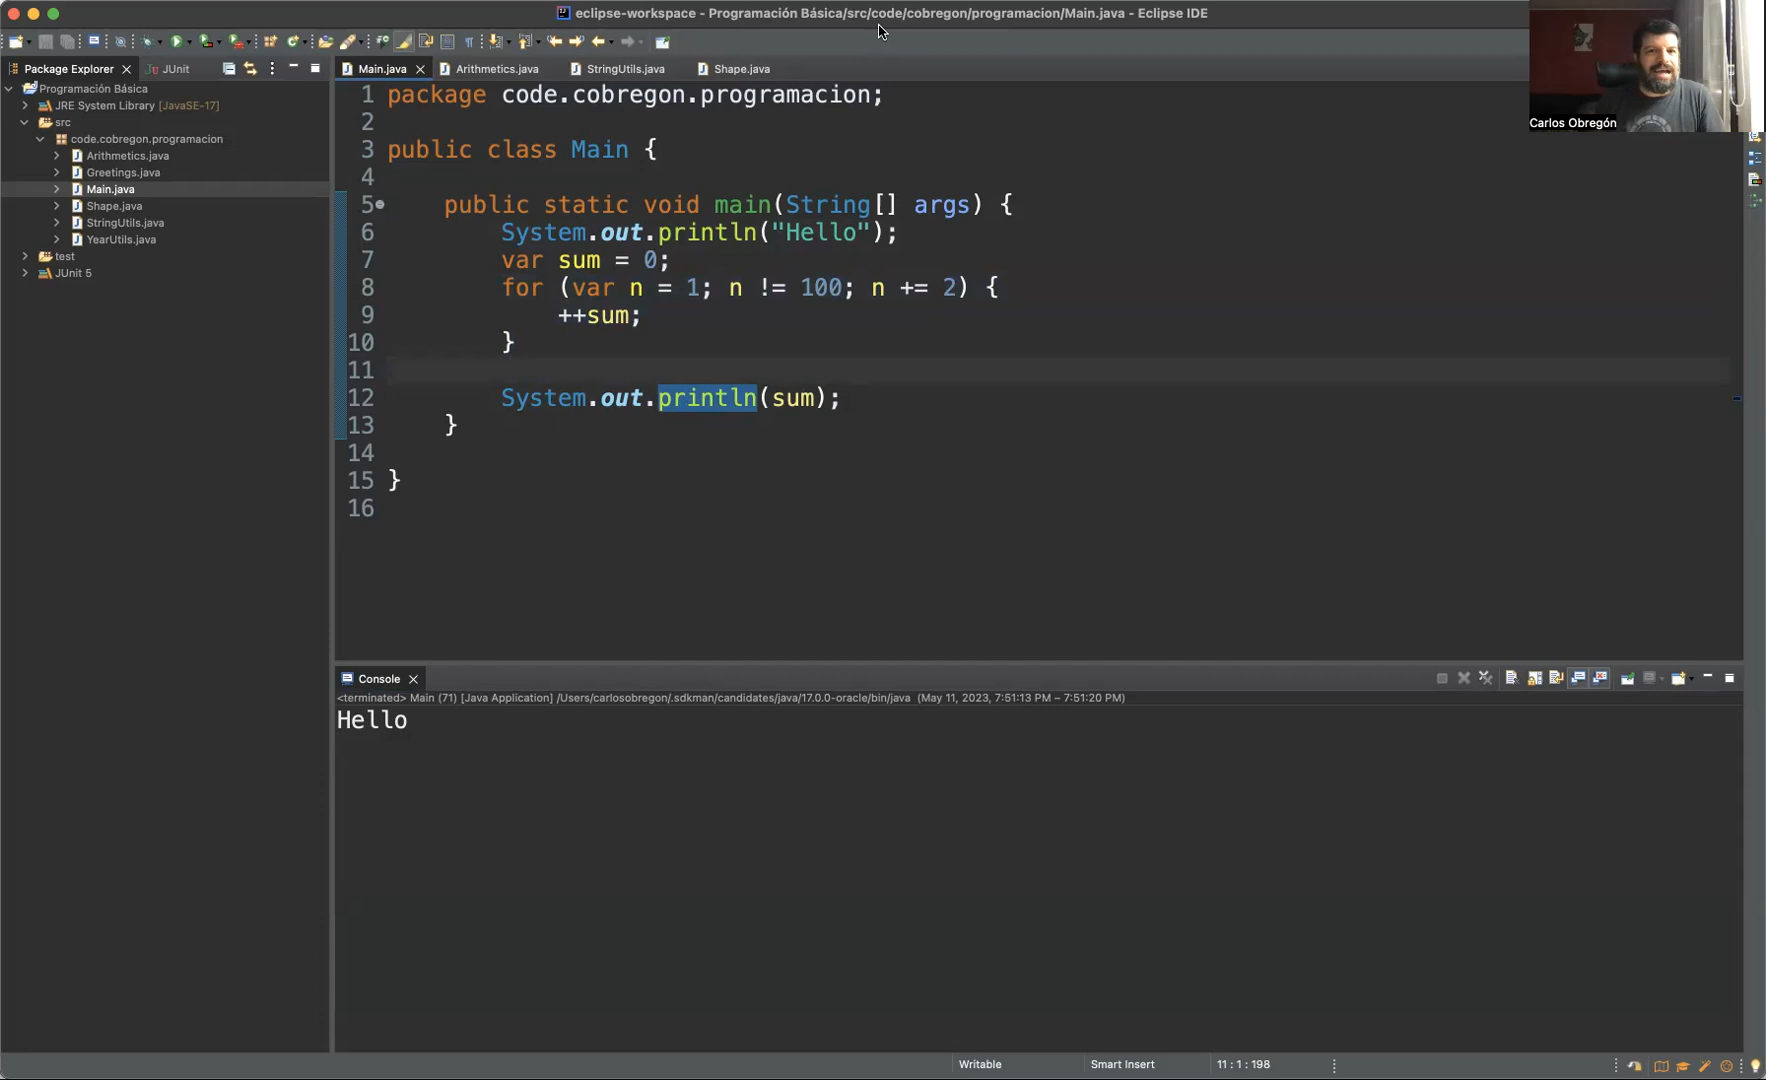 eclipse-workspace - Programación Básica/src/code/cobregon/programacion/Main.java - Eclipse IDE
Package Explorer
JUnit
Main.java
Arithmetics.java
StringUtils.java
Shape.java
Carlos Obregón
Programación Básica
JRE System Library [JavaSE-17]
src
code.cobregon.programacion
Arithmetics.java
Greetings.java
Main.java
Shape.java
StringUtils.java
YearUtils.java
test
JUnit 5
1 package code.cobregon.programacion;
2
3 public class Main {
4
5 public static void main(String[] args) {
6 System.out.println("Hello");
7 var sum = 0;
8 for (var n = 1; n != 100; n += 2) {
9 ++sum;
10 }
11
12 System.out.println(sum);
13 }
14
15 }
16
Console
<terminated> Main (71) [Java Application] /Users/carlosobregon/.sdkman/candidates/java/17.0.0-oracle/bin/java (May 11, 2023, 7:51:13 PM – 7:51:20 PM)
Hello
Writable
Smart Insert
11 : 1 : 198